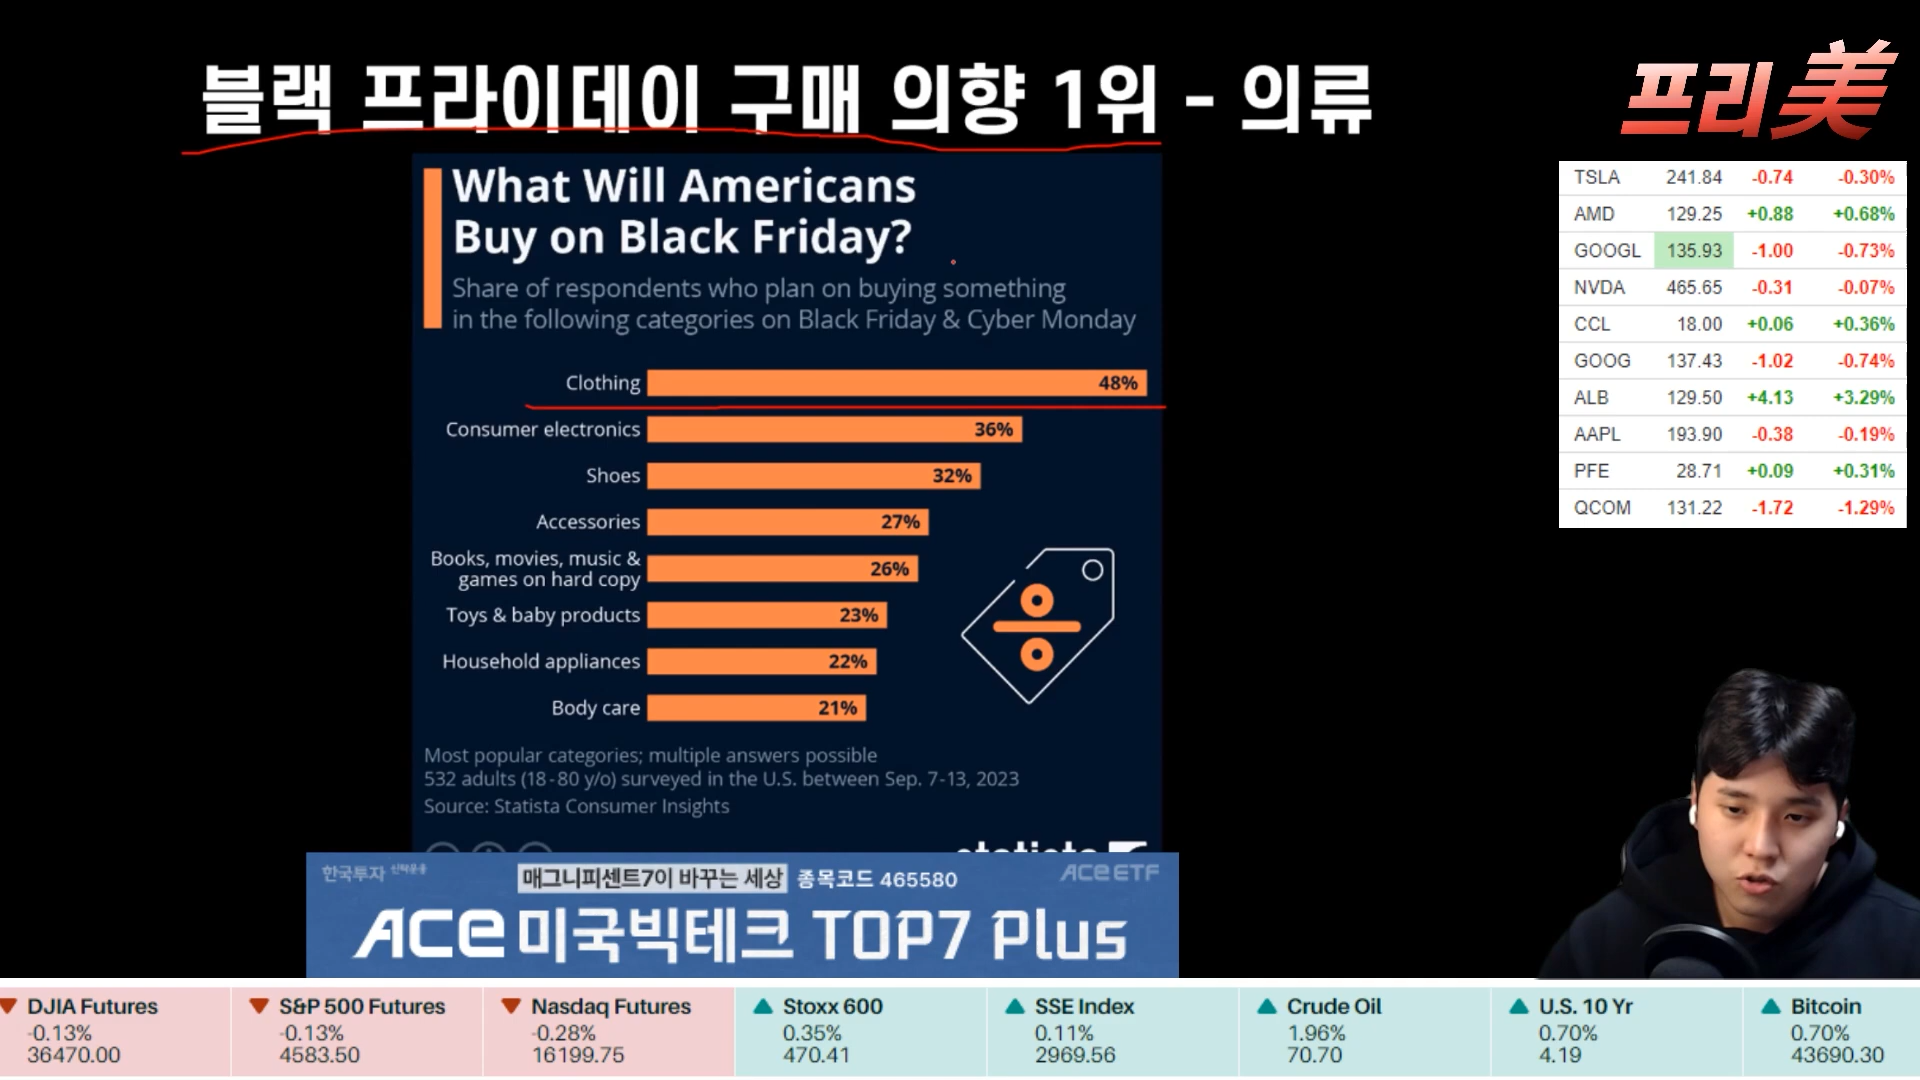 블랙 프라이데이 구매 의향 1위 - 의류
프리美
What Will Americans
Buy on Black Friday?
Share of respondents who plan on buying something
in the following categories on Black Friday & Cyber Monday
Clothing 48%
Consumer electronics 36%
Shoes 32%
Accessories 27%
Books, movies, music &
games on hard copy 26%
Toys & baby products 23%
Household appliances 22%
Body care 21%
Most popular categories; multiple answers possible
532 adults (18-80 y/o) surveyed in the U.S. between Sep. 7-13, 2023
Source: Statista Consumer Insights
statista
TSLA 241.84 -0.74 -0.30%
AMD 129.25 +0.88 +0.68%
GOOGL 135.93 -1.00 -0.73%
NVDA 465.65 -0.31 -0.07%
CCL 18.00 +0.06 +0.36%
GOOG 137.43 -1.02 -0.74%
ALB 129.50 +4.13 +3.29%
AAPL 193.90 -0.38 -0.19%
PFE 28.71 +0.09 +0.31%
QCOM 131.22 -1.72 -1.29%
한국투자 신탁운용 매그니피센트7이 바꾸는 세상 종목코드 465580 ACE ETF
ACE 미국빅테크 TOP7 Plus
DJIA Futures
-0.13%
36470.00
S&P 500 Futures
-0.13%
4583.50
Nasdaq Futures
-0.28%
16199.75
Stoxx 600
0.35%
470.41
SSE Index
0.11%
2969.56
Crude Oil
1.96%
70.70
U.S. 10 Yr
0.70%
4.19
Bitcoin
0.70%
43690.30